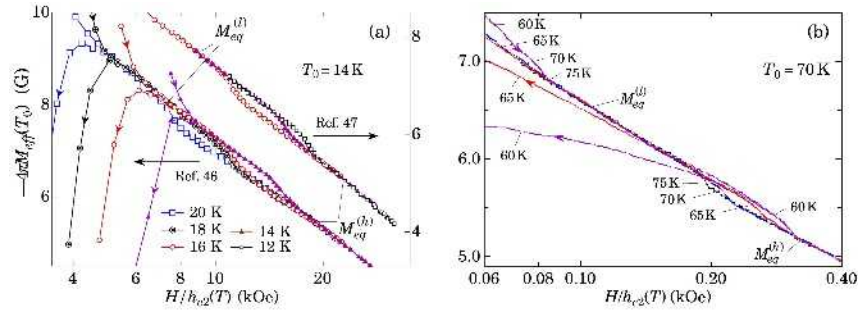 (a)
10
8
6
8
6
4
—4πM_eff(T_0) (G)
M_eq^(l)
T_0 = 14 K
Ref. 47
Ref. 46
M_eq^(h)
20 K
18 K
16 K
14 K
12 K
4
6
8
10
20
H/h_c2(T) (kOe)
(b)
60 K
65 K
70 K
75 K
T_0 = 70 K
7.0
6.0
5.0
M_eq^(l)
65 K
60 K
75 K
70 K
65 K
60 K
M_eq^(h)
0.06
0.08
0.10
0.20
0.40
H/h_c2(T) (kOe)